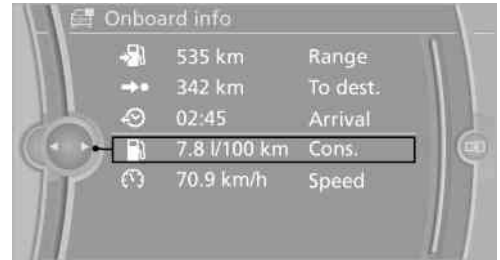 Onboard info
535 km Range
342 km To dest.
02:45 Arrival
7.8 l/100 km Cons.
70.9 km/h Speed